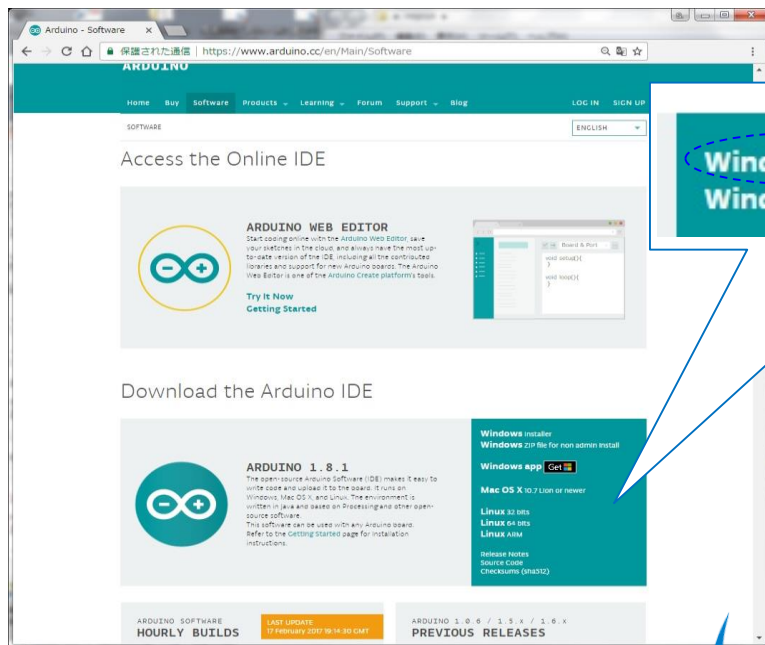 Arduino - Software
保護された通信 | https://www.arduino.cc/en/Main/Software
ARDUINO
Home Buy Software Products Learning Forum Support Blog LOG IN SIGN UP
SOFTWARE
ENGLISH
Access the Online IDE
ARDUINO WEB EDITOR
Start coding online with the Arduino Web Editor, save
your sketches in the cloud, and always have the most up-
to-date version of the IDE, including all the contributed
libraries and support for new Arduino boards. The Arduino
Web Editor is one of the Arduino Create platform's tools.
Try It Now
Getting Started
Board & Port
void setup(){
}
void loop(){
}
Download the Arduino IDE
ARDUINO 1.8.1
The open-source Arduino Software (IDE) makes it easy to
write code and upload it to the board. It runs on
Windows, Mac OS X, and Linux. The environment is
written in Java and based on Processing and other open-
source software.
This software can be used with any Arduino board.
Refer to the Getting Started page for Installation
instructions.
Windows Installer
Windows ZIP file for non admin install
Windows app Get
Mac OS X 10.7 Lion or newer
Linux 32 bits
Linux 64 bits
Linux ARM
Release Notes
Source Code
Checksums (sha512)
ARDUINO SOFTWARE
HOURLY BUILDS
LAST UPDATE
17 February 2017 19:14:30 GMT
ARDUINO 1.0.6 / 1.5.x / 1.6.x
PREVIOUS RELEASES
Wind
Wind